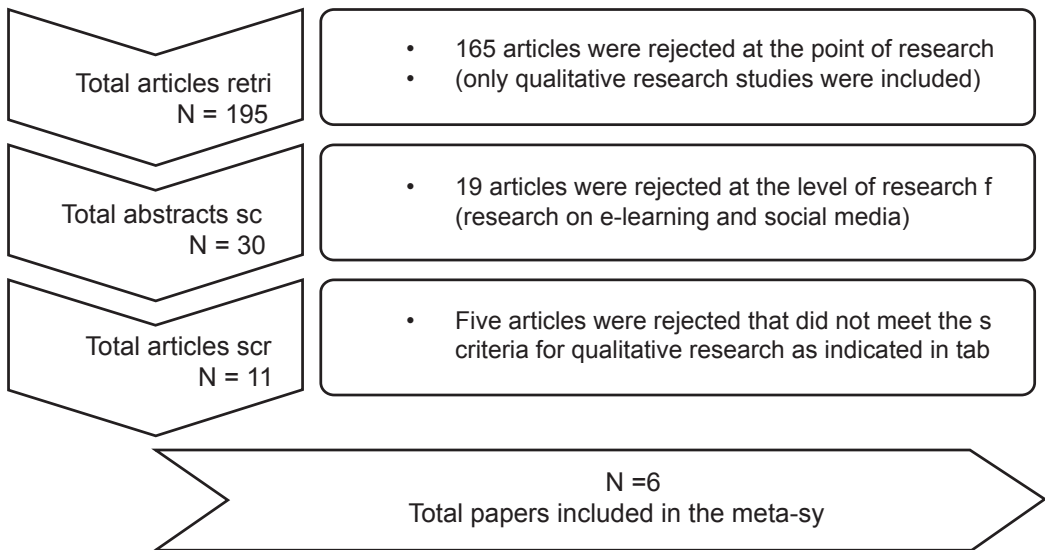 Total articles retri
N = 195
• 165 articles were rejected at the point of research
• (only qualitative research studies were included)
Total abstracts sc
N = 30
• 19 articles were rejected at the level of research f
(research on e-learning and social media)
Total articles scr
N = 11
• Five articles were rejected that did not meet the s
criteria for qualitative research as indicated in tab
N =6
Total papers included in the meta-sy